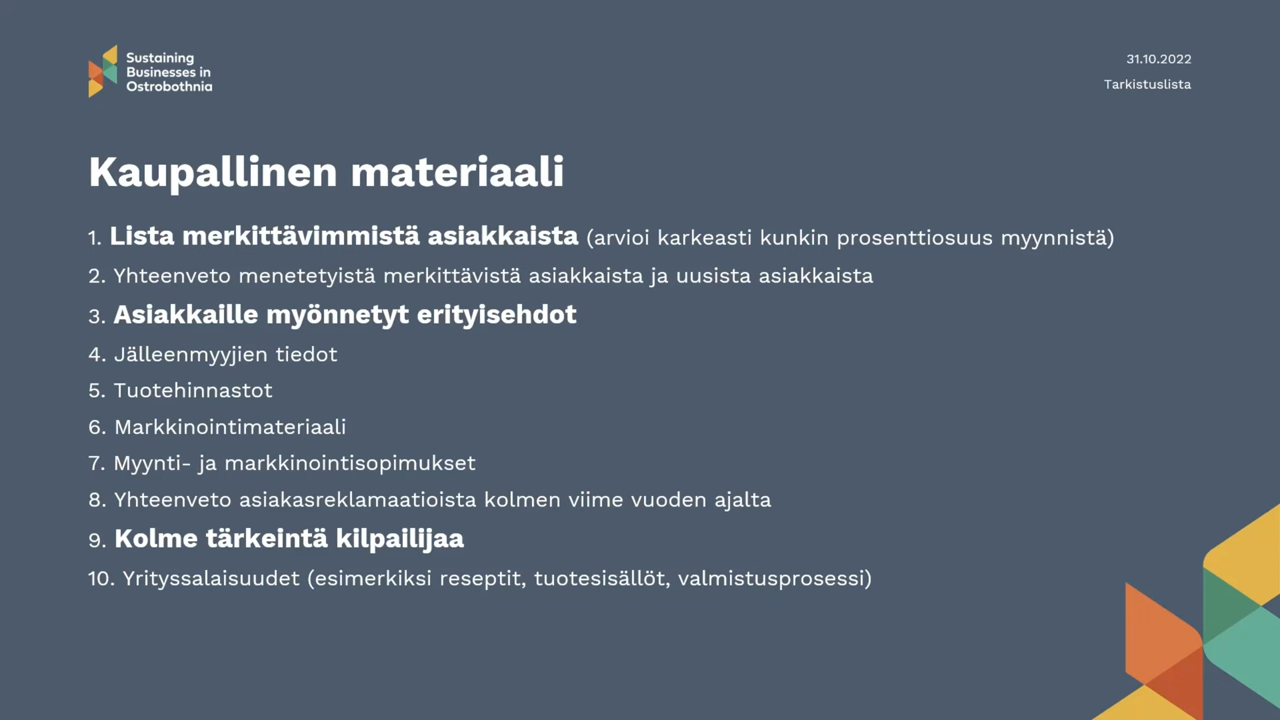 Sustaining
Businesses in
Ostrobothnia
31.10.2022
Tarkistuslista
Kaupallinen materiaali
1. Lista merkittävimmistä asiakkaista (arvioi karkeasti kunkin prosenttiosuus myynnistä)
2. Yhteenveto menetetyistä merkittävistä asiakkaista ja uusista asiakkaista
3. Asiakkaille myönnetyt erityisehdot
4. Jälleenmyyjien tiedot
5. Tuotehinnastot
6. Markkinointimateriaali
7. Myynti- ja markkinointisopimukset
8. Yhteenveto asiakasreklamaatioista kolmen viime vuoden ajalta
9. Kolme tärkeintä kilpailijaa
10. Yrityssalaisuudet (esimerkiksi reseptit, tuotesisällöt, valmistusprosessi)